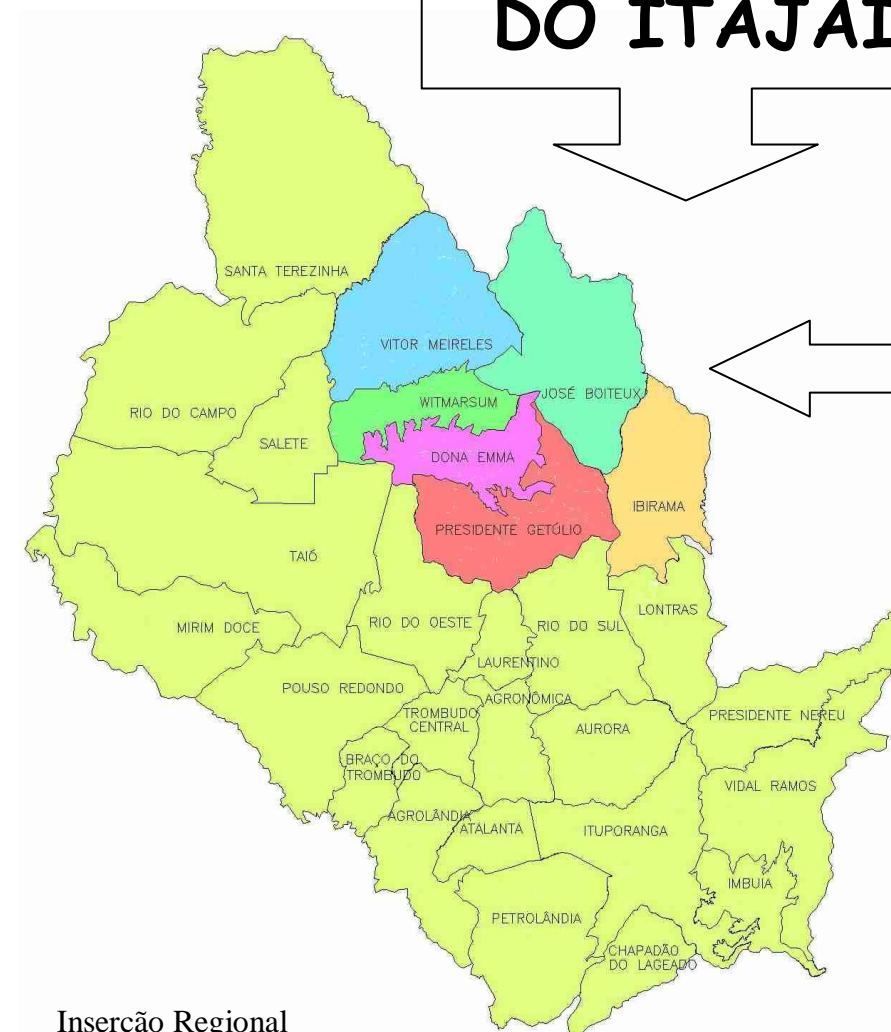 DO ITAJAI
SANTA TEREZINHA
VITOR MEIRELES
JOSÉ BOITEUX
WITMARSUM
RIO DO CAMPO
SALETE
DONA EMMA
IBIRAMA
PRESIDENTE GETÚLIO
TAIÓ
LONTRAS
RIO DO OESTE
RIO DO SUL
MIRIM DOCE
LAURENTINO
POUSO REDONDO
AGRONÔMICA
TROMBUDO
CENTRAL
PRESIDENTE NEREU
AURORA
BRAÇO DO
TROMBUDO
VIDAL RAMOS
AGROLÂNDIA
ATALANTA
ITUPORANGA
IMBUIA
PETROLÂNDIA
CHAPADÃO
DO LAGEADO
Inserção Regional